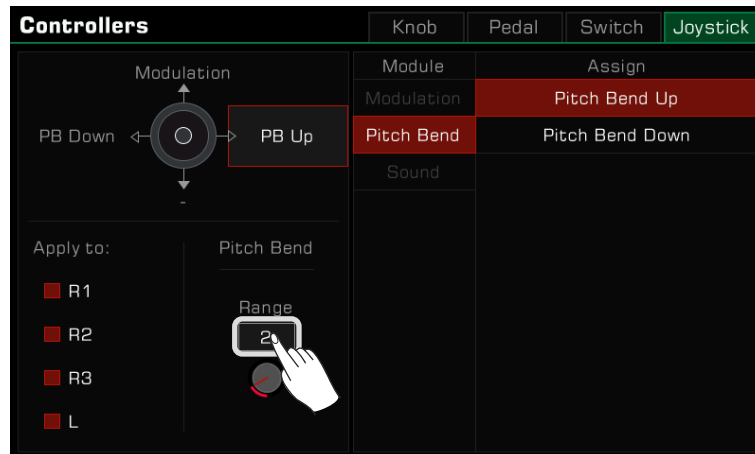 Controllers
Knob
Pedal
Switch
Joystick
Modulation
PB Down
PB Up
-
Apply to:
R1
R2
R3
L
Pitch Bend
Range
2
Module
Assign
Modulation
Pitch Bend Up
Pitch Bend
Pitch Bend Down
Sound